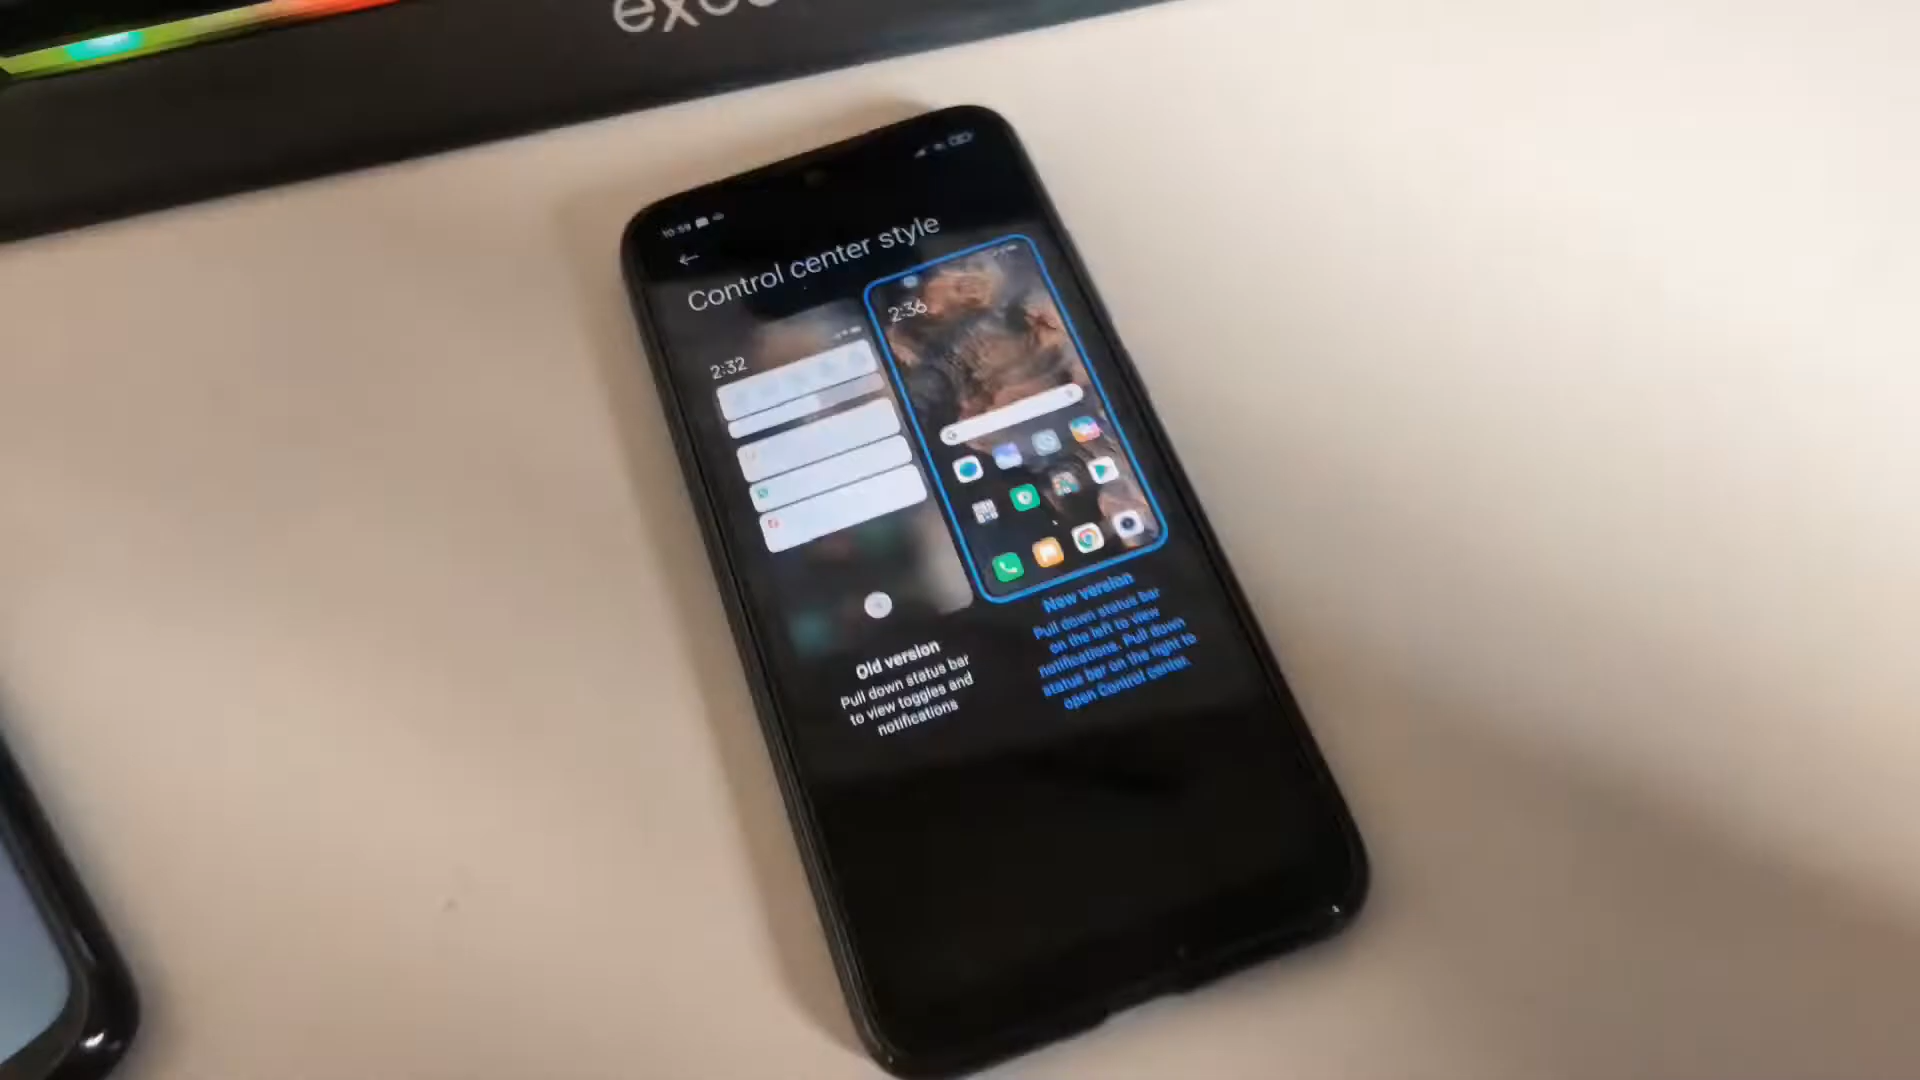 10:59
Control center style
2:32
2:36
Old version
Pull down status bar
to view toggles and
notifications
New version
Pull down status bar
on the left to view
notifications. Pull down
status bar on the right to
open Control center.